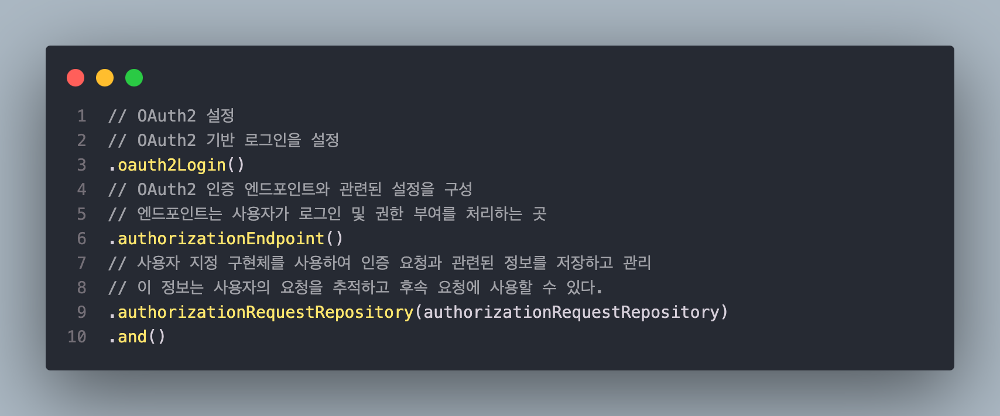 1 // OAuth2 설정
2 // OAuth2 기반 로그인을 설정
3 .oauth2Login()
4 // OAuth2 인증 엔드포인트와 관련된 설정을 구성
5 // 엔드포인트는 사용자가 로그인 및 권한 부여를 처리하는 곳
6 .authorizationEndpoint()
7 // 사용자 지정 구현체를 사용하여 인증 요청과 관련된 정보를 저장하고 관리
8 // 이 정보는 사용자의 요청을 추적하고 후속 요청에 사용할 수 있다.
9 .authorizationRequestRepository(authorizationRequestRepository)
10 .and()